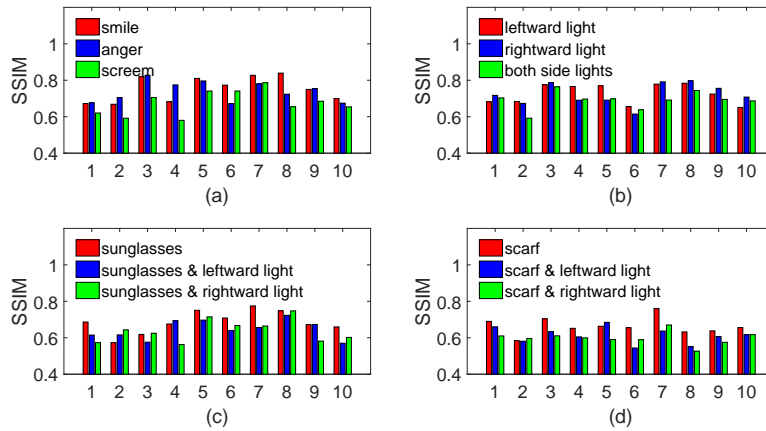 smile
anger
screem
SSIM
1
0.8
0.6
0.4
1 2 3 4 5 6 7 8 9 10
(a)
leftward light
rightward light
both side lights
SSIM
1
0.8
0.6
0.4
1 2 3 4 5 6 7 8 9 10
(b)
sunglasses
sunglasses & leftward light
sunglasses & rightward light
SSIM
1
0.8
0.6
0.4
1 2 3 4 5 6 7 8 9 10
(c)
scarf
scarf & leftward light
scarf & rightward light
SSIM
1
0.8
0.6
0.4
1 2 3 4 5 6 7 8 9 10
(d)